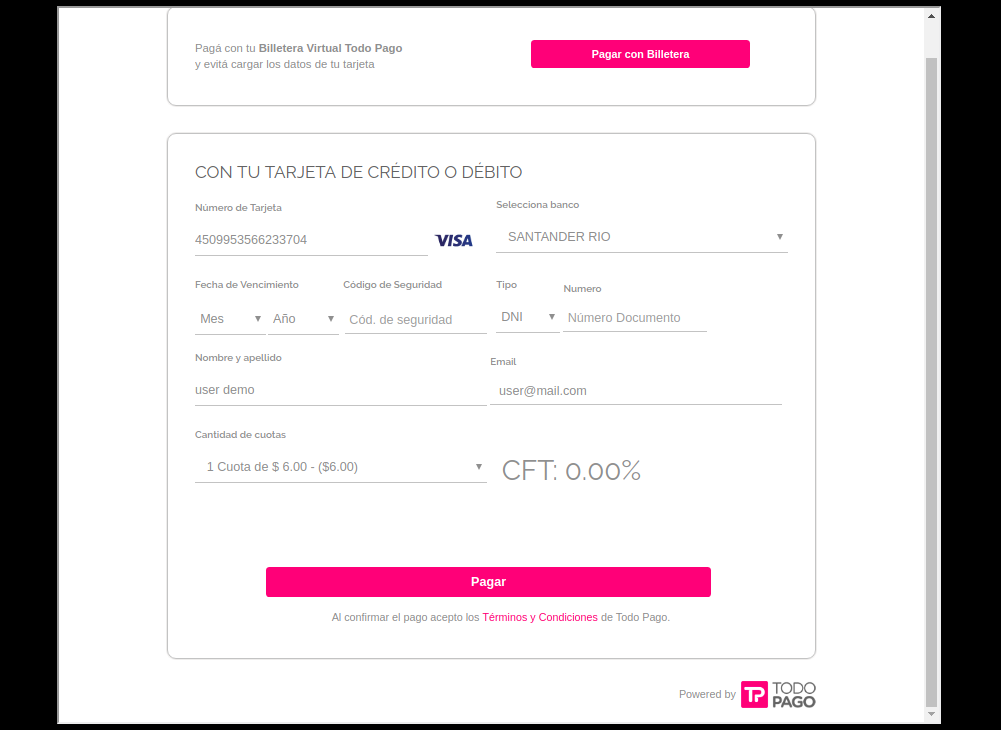 Pagá con tu Billetera Virtual Todo Pago
y evitá cargar los datos de tu tarjeta
Pagar con Billetera
CON TU TARJETA DE CRÉDITO O DÉBITO
Número de Tarjeta
Selecciona banco
4509953566233704
VISA
SANTANDER RIO
Fecha de Vencimiento
Código de Seguridad
Tipo
Numero
Mes
Año
Cód. de seguridad
DNI
Número Documento
Nombre y apellido
Email
user demo
user@mail.com
Cantidad de cuotas
1 Cuota de $ 6.00 - ($6.00)
CFT: 0.00%
Pagar
Al confirmar el pago acepto los Términos y Condiciones de Todo Pago.
Powered by
TP
TODO
PAGO